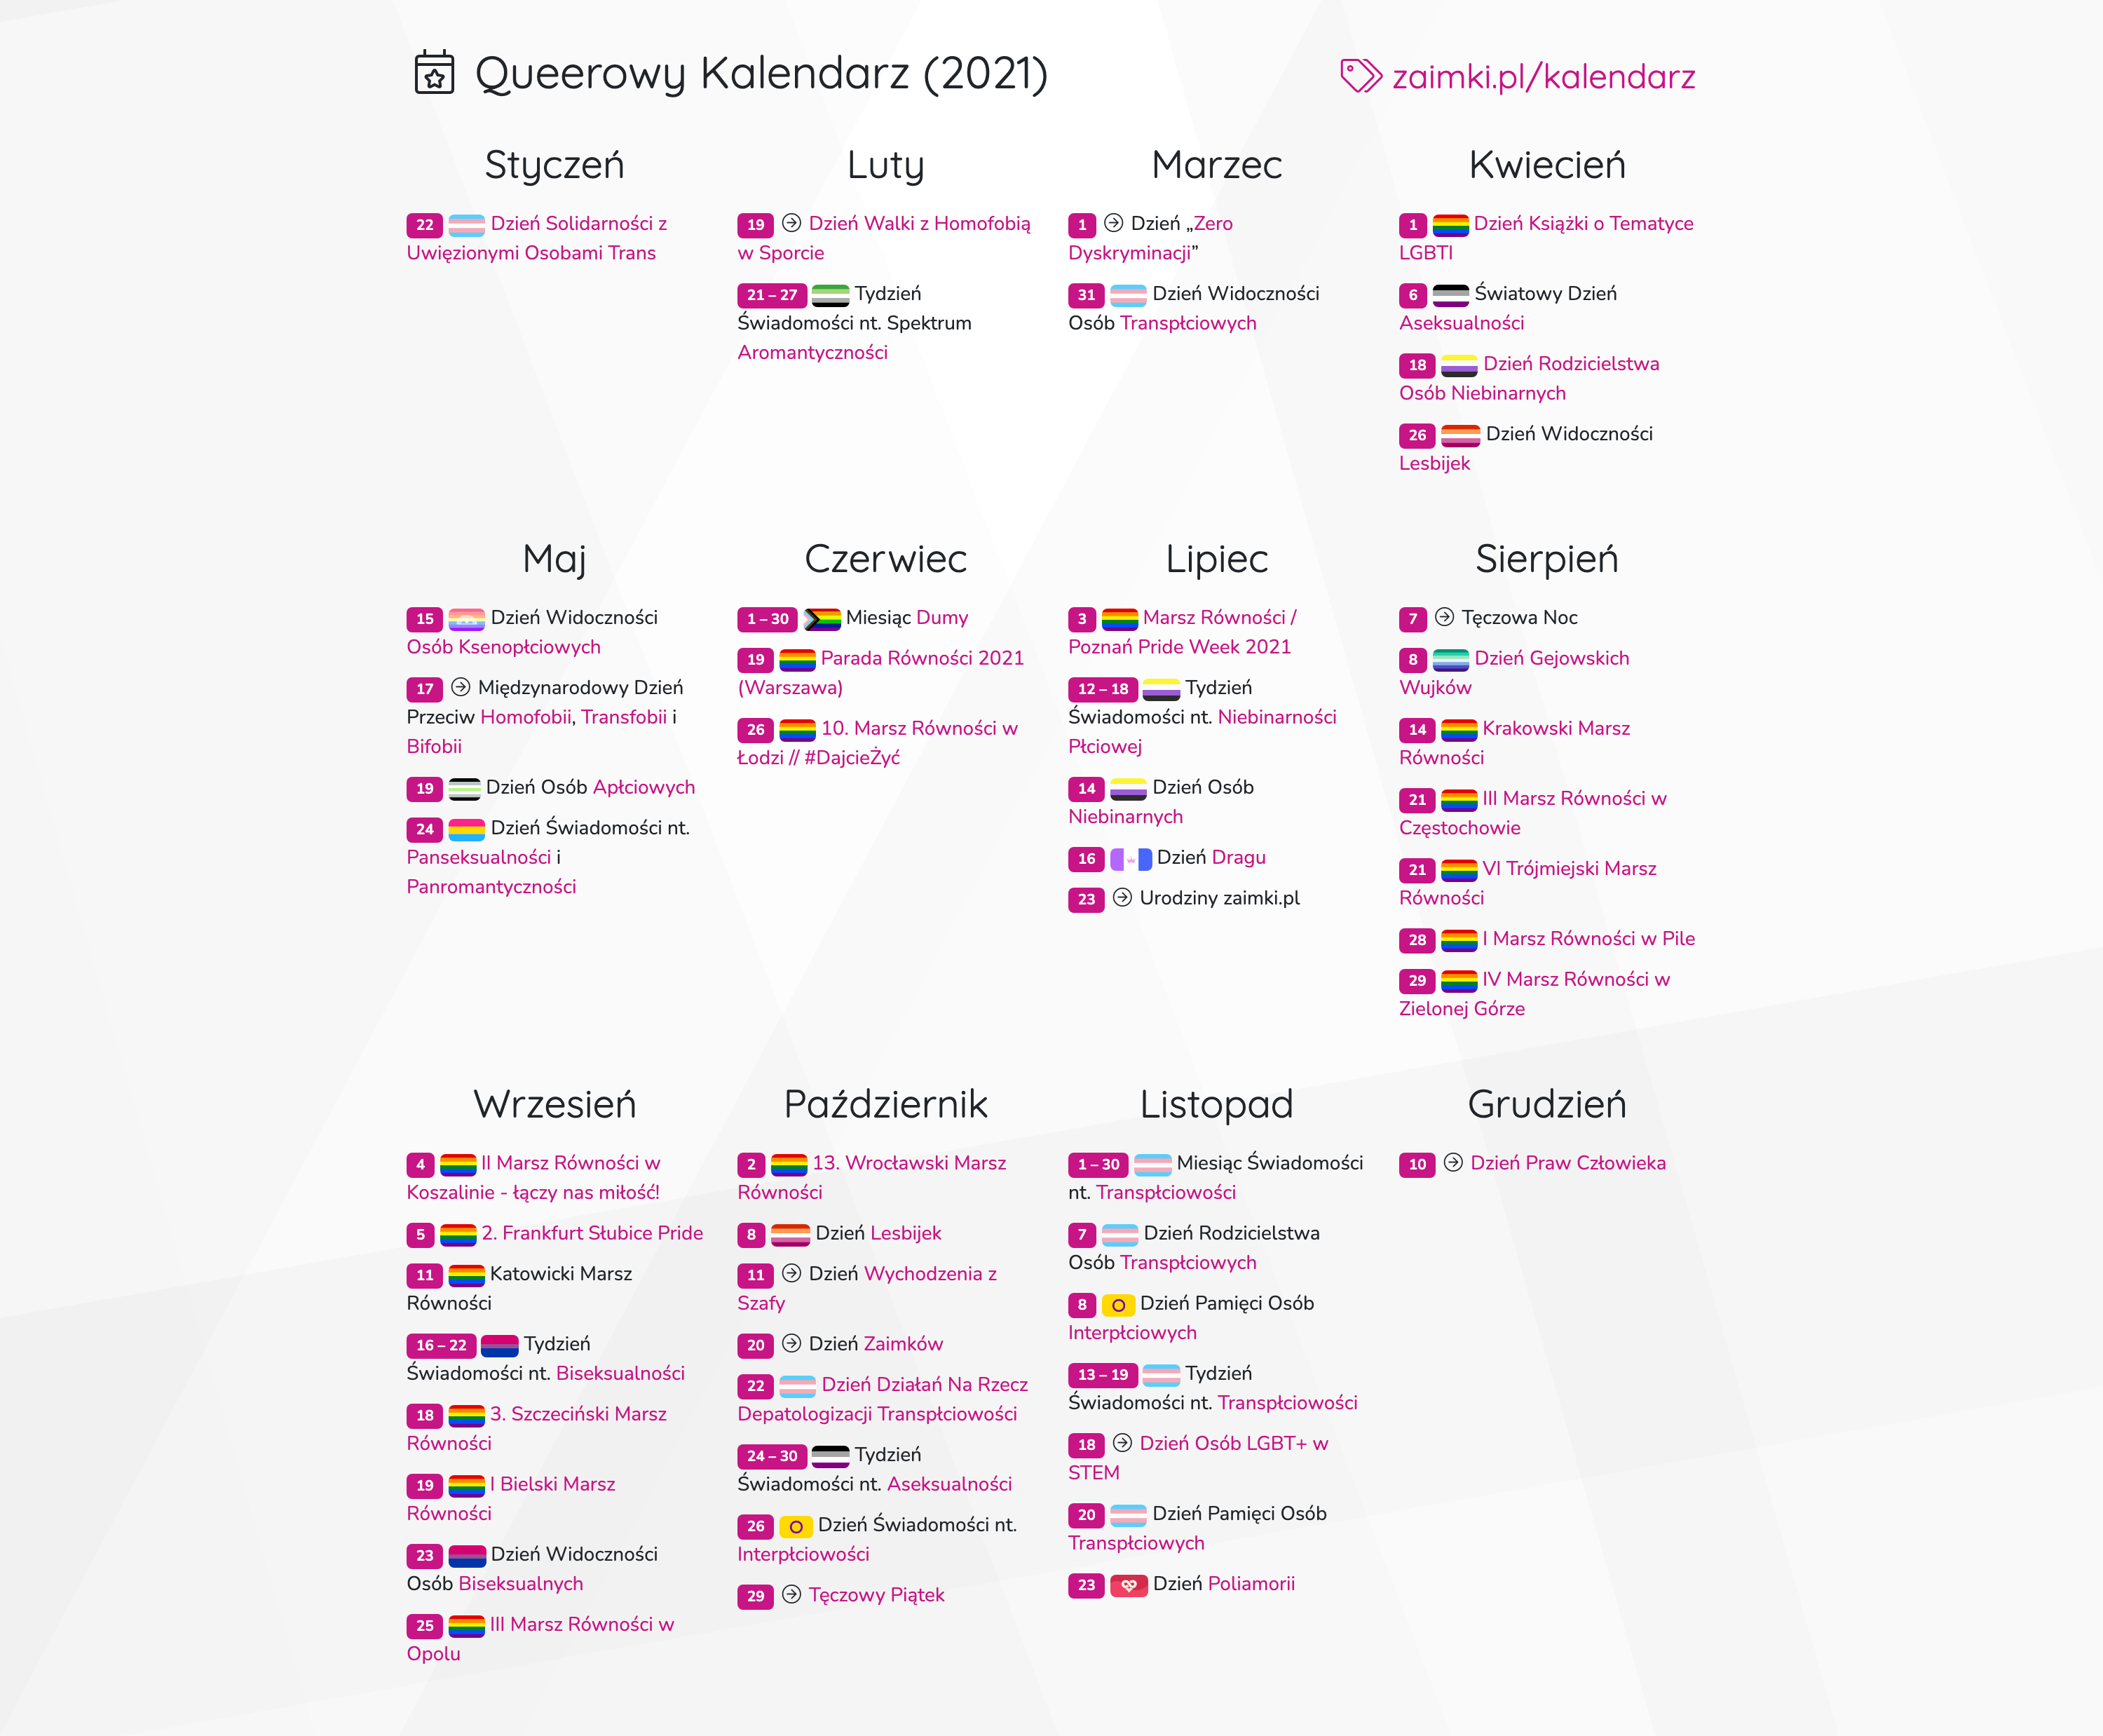 Queerowy Kalendarz (2021)
zaimki.pl/kalendarz
Styczeń
22 Dzień Solidarności z
Uwięzionymi Osobami Trans
Luty
19 Dzień Walki z Homofobią
w Sporcie
21 – 27 Tydzień
Świadomości nt. Spektrum
Aromantyczności
Marzec
1 Dzień „Zero
Dyskryminacji”
31 Dzień Widoczności
Osób Transpłciowych
Kwiecień
1 Dzień Książki o Tematyce
LGBTI
6 Światowy Dzień
Aseksualności
18 Dzień Rodzicielstwa
Osób Niebinarnych
26 Dzień Widoczności
Lesbijek
Maj
15 Dzień Widoczności
Osób Ksenopłciowych
17 Międzynarodowy Dzień
Przeciw Homofobii, Transfobii i
Bifobii
19 Dzień Osób Apłciowych
24 Dzień Świadomości nt.
Panseksualności i
Panromantyczności
Czerwiec
1 – 30 Miesiąc Dumy
19 Parada Równości 2021
(Warszawa)
26 10. Marsz Równości w
Łodzi // #DajcieŻyć
Lipiec
3 Marsz Równości /
Poznań Pride Week 2021
12 – 18 Tydzień
Świadomości nt. Niebinarności
Płciowej
14 Dzień Osób
Niebinarnych
16 Dzień Dragu
23 Urodziny zaimki.pl
Sierpień
7 Tęczowa Noc
8 Dzień Gejowskich
Wujków
14 Krakowski Marsz
Równości
21 III Marsz Równości w
Częstochowie
21 VI Trójmiejski Marsz
Równości
28 I Marsz Równości w Pile
29 IV Marsz Równości w
Zielonej Górze
Wrzesień
4 II Marsz Równości w
Koszalinie - łączy nas miłość!
5 2. Frankfurt Słubice Pride
11 Katowicki Marsz
Równości
16 – 22 Tydzień
Świadomości nt. Biseksualności
18 3. Szczeciński Marsz
Równości
19 I Bielski Marsz
Równości
23 Dzień Widoczności
Osób Biseksualnych
25 III Marsz Równości w
Opolu
Październik
2 13. Wrocławski Marsz
Równości
8 Dzień Lesbijek
11 Dzień Wychodzenia z
Szafy
20 Dzień Zaimków
22 Dzień Działań Na Rzecz
Depatologizacji Transpłciowości
24 – 30 Tydzień
Świadomości nt. Aseksualności
26 Dzień Świadomości nt.
Interpłciowości
29 Tęczowy Piątek
Listopad
1 – 30 Miesiąc Świadomości
nt. Transpłciowości
7 Dzień Rodzicielstwa
Osób Transpłciowych
8 Dzień Pamięci Osób
Interpłciowych
13 – 19 Tydzień
Świadomości nt. Transpłciowości
18 Dzień Osób LGBT+ w
STEM
20 Dzień Pamięci Osób
Transpłciowych
23 Dzień Poliamorii
Grudzień
10 Dzień Praw Człowieka